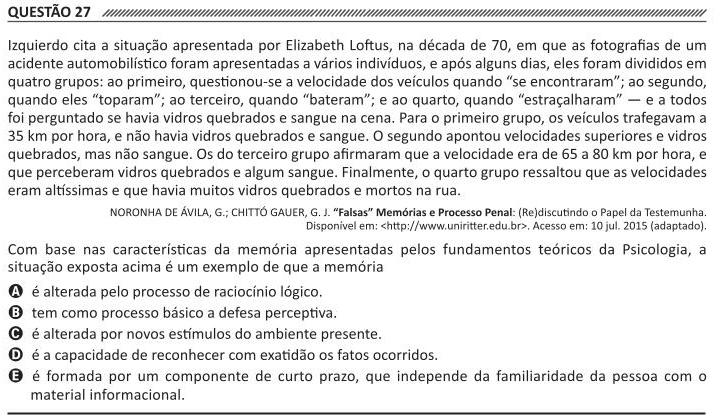 QUESTÃO 27
Izquierdo cita a situação apresentada por Elizabeth Loftus, na década de 70, em que as fotografias de um
acidente automobilístico foram apresentadas a vários indivíduos, e após alguns dias, eles foram divididos em
quatro grupos: ao primeiro, questionou-se a velocidade dos veículos quando “se encontraram”; ao segundo,
quando eles “toparam”; ao terceiro, quando “bateram”; e ao quarto, quando “estraçalharam” — e a todos
foi perguntado se havia vidros quebrados e sangue na cena. Para o primeiro grupo, os veículos trafegavam a
35 km por hora, e não havia vidros quebrados e sangue. O segundo apontou velocidades superiores e vidros
quebrados, mas não sangue. Os do terceiro grupo afirmaram que a velocidade era de 65 a 80 km por hora, e
que perceberam vidros quebrados e algum sangue. Finalmente, o quarto grupo ressaltou que as velocidades
eram altíssimas e que havia muitos vidros quebrados e mortos na rua.
NORONHA DE ÁVILA, G.; CHITTÓ GAUER, G. J. “Falsas” Memórias e Processo Penal: (Re)discutindo o Papel da Testemunha.
Disponível em: <http://www.uniritter.edu.br>. Acesso em: 10 jul. 2015 (adaptado).
Com base nas características da memória apresentadas pelos fundamentos teóricos da Psicologia, a
situação exposta acima é um exemplo de que a memória
A é alterada pelo processo de raciocínio lógico.
B tem como processo básico a defesa perceptiva.
C é alterada por novos estímulos do ambiente presente.
D é a capacidade de reconhecer com exatidão os fatos ocorridos.
E é formada por um componente de curto prazo, que independe da familiaridade da pessoa com o
material informacional.